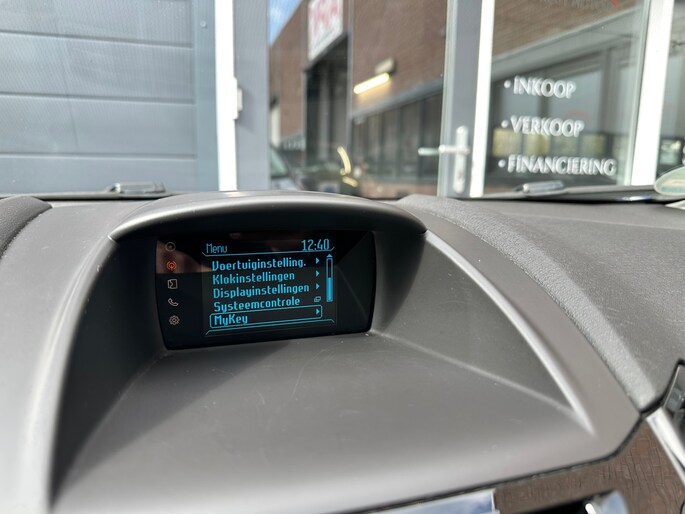 · INKOOP
· VERKOOP
· FINANCIERING
Menu 12:40
Voertuiginstelling.
Klokinstellingen
Displayinstellingen
Systeemcontrole
MyKey